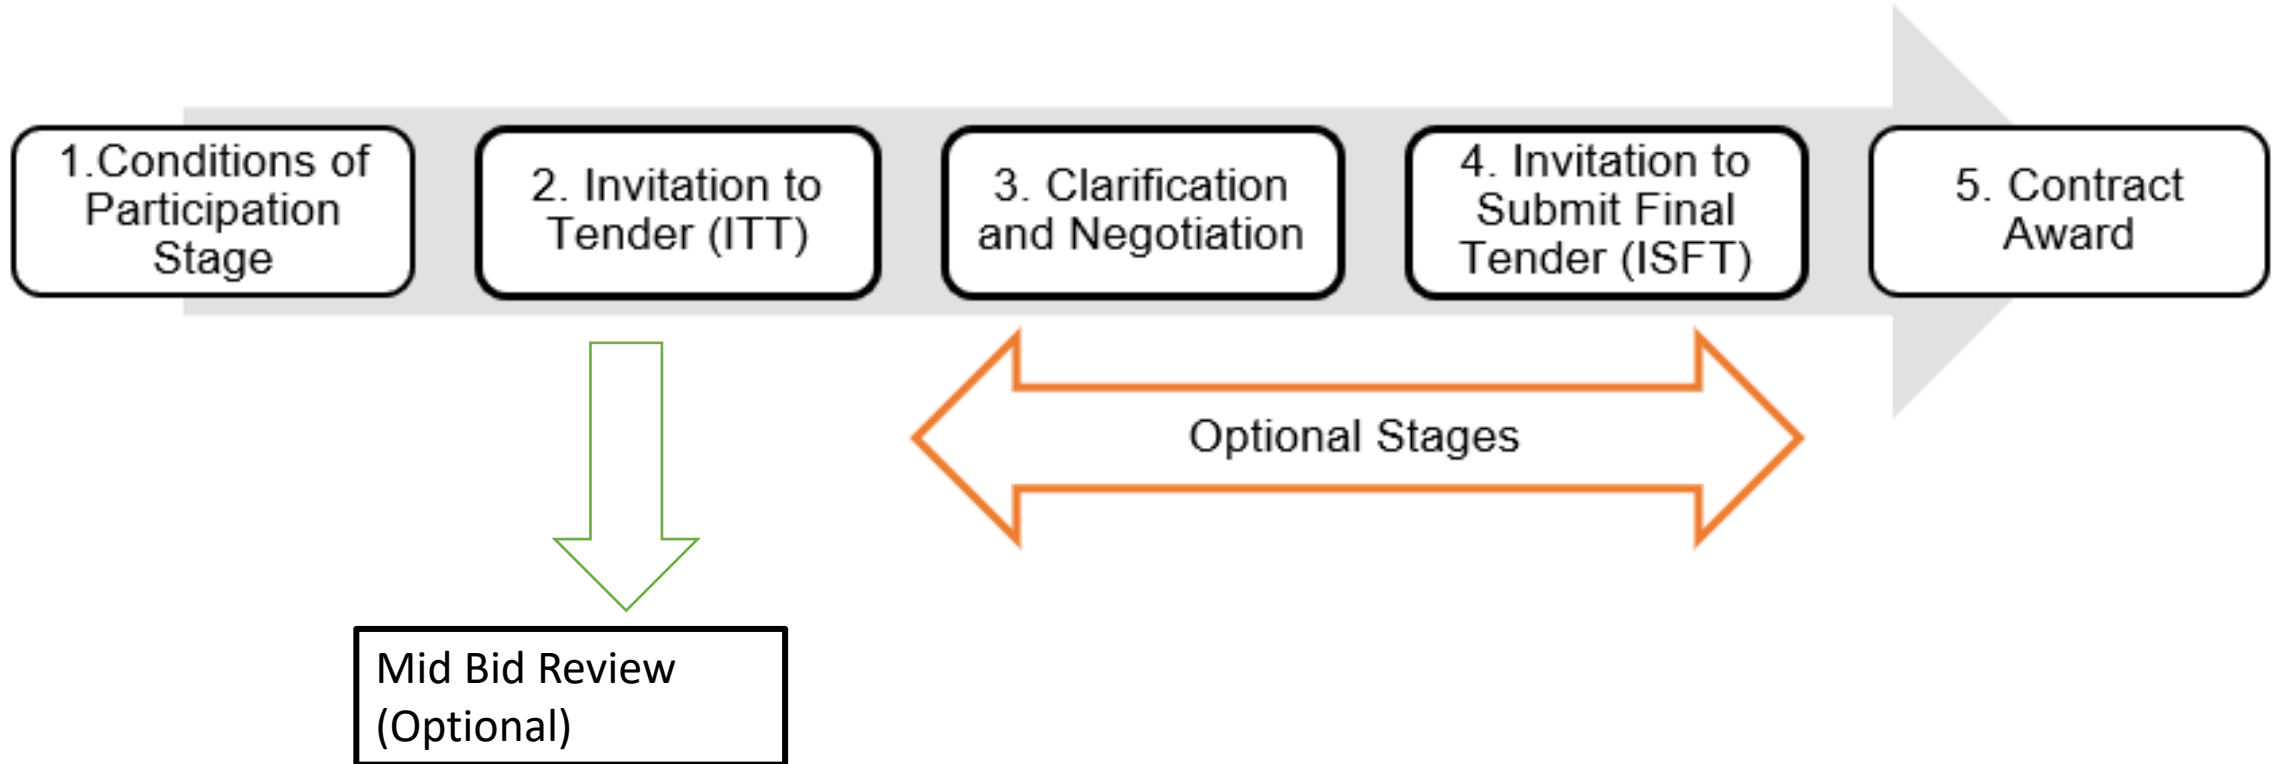 1.Conditions of
Participation
Stage
2. Invitation to
Tender (ITT)
3. Clarification
and Negotiation
4. Invitation to
Submit Final
Tender (ISFT)
5. Contract
Award
Optional Stages
Mid Bid Review
(Optional)